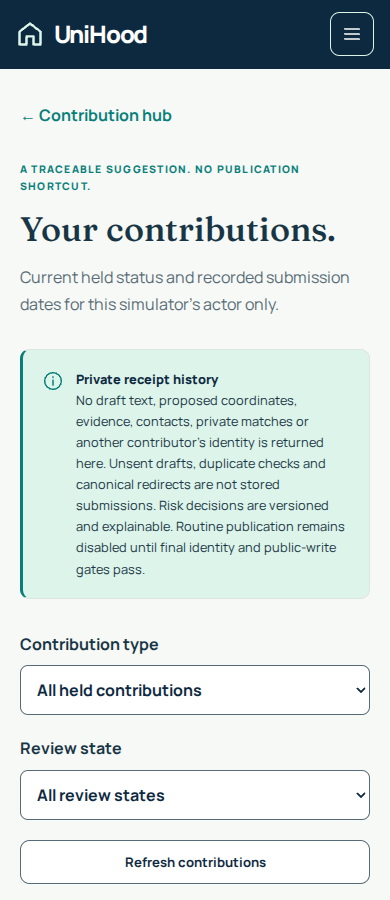 UniHood
← Contribution hub
A TRACEABLE SUGGESTION. NO PUBLICATION
SHORTCUT.
Your contributions.
Current held status and recorded submission
dates for this simulator's actor only.
Private receipt history
No draft text, proposed coordinates,
evidence, contacts, private matches or
another contributor's identity is returned
here. Unsent drafts, duplicate checks and
canonical redirects are not stored
submissions. Risk decisions are versioned
and explainable. Routine publication remains
disabled until final identity and public-write
gates pass.
Contribution type
All held contributions
Review state
All review states
Refresh contributions